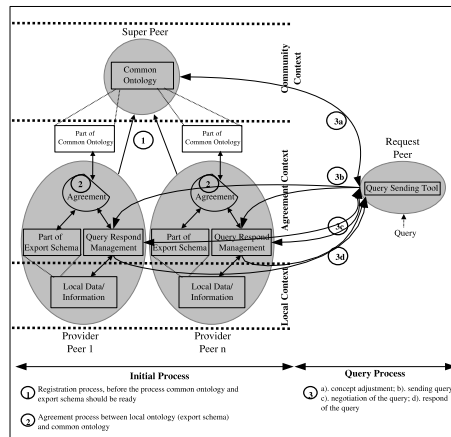 Super Peer
Common
Ontology
Community
Context
3a
Part of
Common Ontology
Part of
Common Ontology
1
Request
Peer
2
Agreement
2
Agreement
Agreement Context
3b
Query Sending Tool
Part of
Export Schema
Query Respond
Management
Part of
Export Schema
Query Respond
Management
3c
Query
3d
Local Data/
Information
Local Data/
Information
Local Context
Provider
Peer 1
Provider
Peer n
Initial Process
Query Process
1 Registration process, before the process common ontology and
export schema should be ready
2 Agreement process between local ontology (export schema)
and common ontology
3 a). concept adjustment; b). sending query
c). negotiation of the query; d). respond
of the query